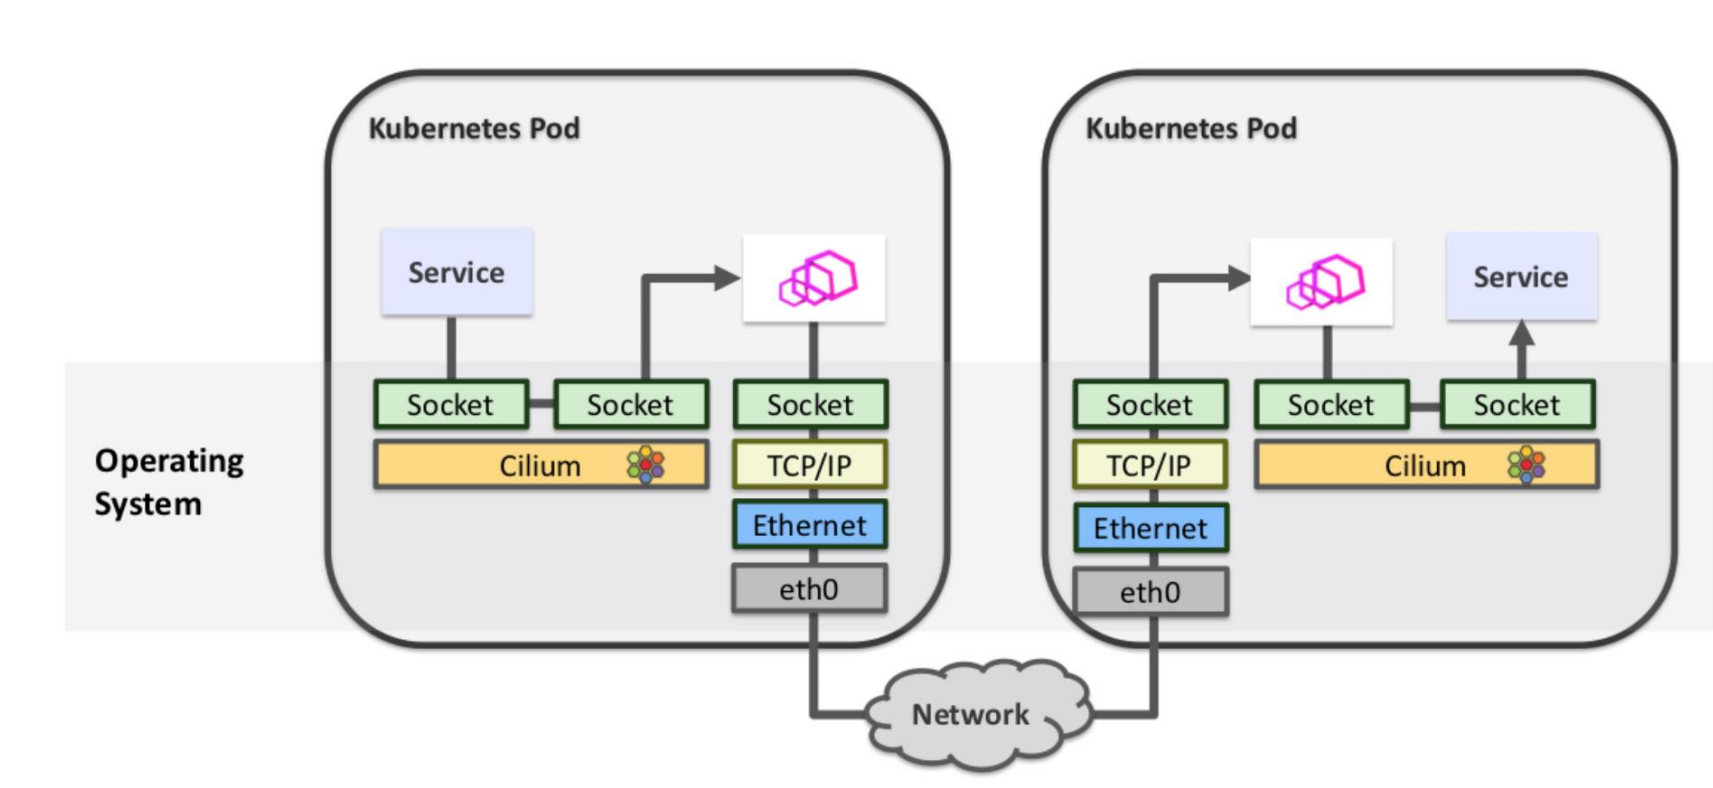 Kubernetes Pod
Kubernetes Pod
Service
Service
Socket
Socket
Socket
Socket
Socket
Socket
Operating
System
Cilium
TCP/IP
TCP/IP
Cilium
Ethernet
Ethernet
eth0
eth0
Network